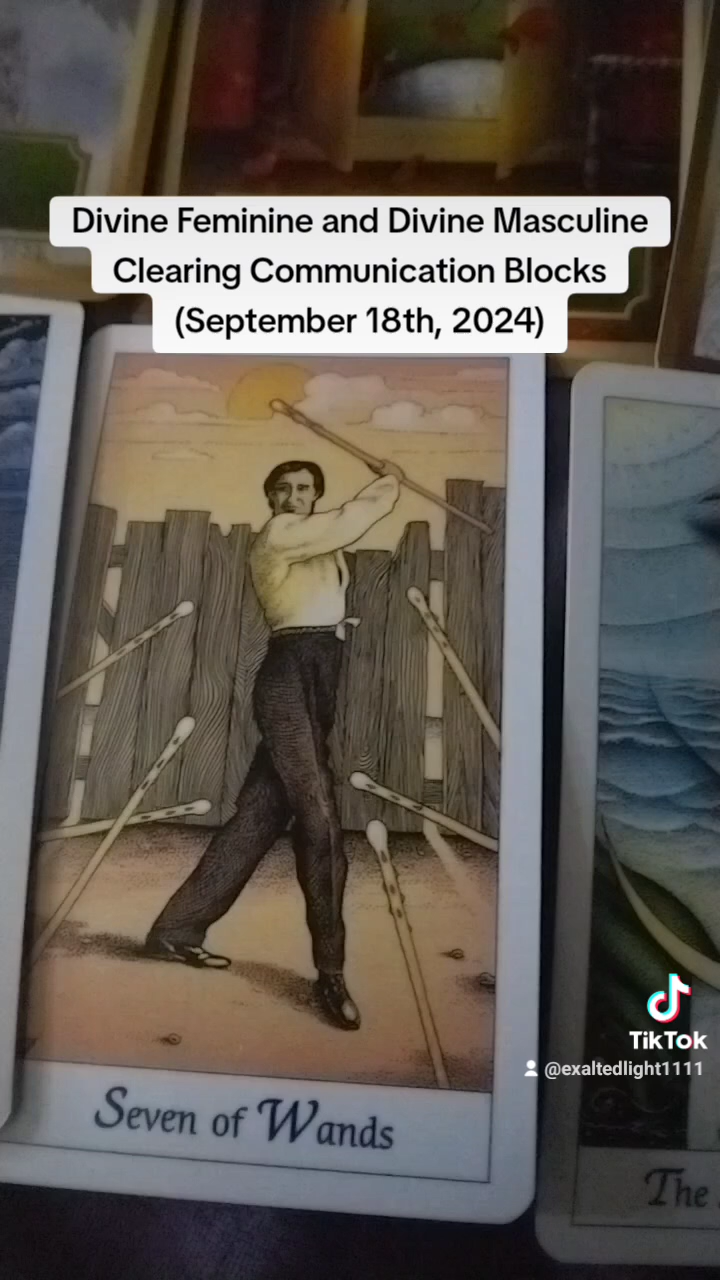 Divine Feminine and Divine Masculine
Clearing Communication Blocks
(September 18th, 2024)
TikTok
@exaltedlight1111
Seven of Wands
The